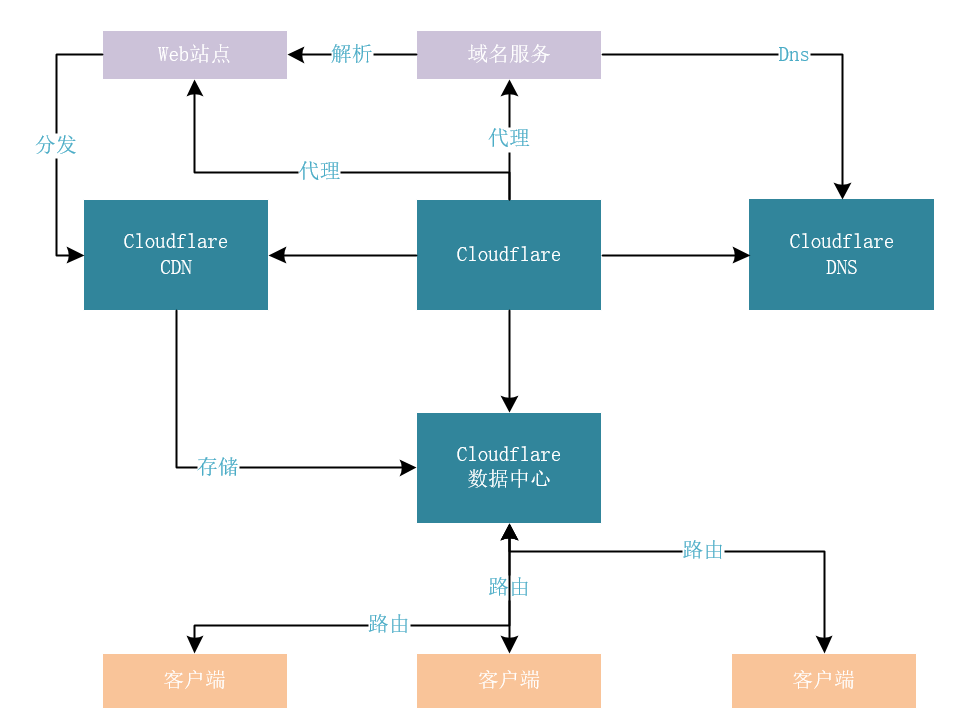 Web站点
解析
域名服务
Dns
分发
代理
代理
Cloudflare
CDN
Cloudflare
Cloudflare
DNS
存储
Cloudflare
数据中心
路由
路由
路由
客户端
客户端
客户端